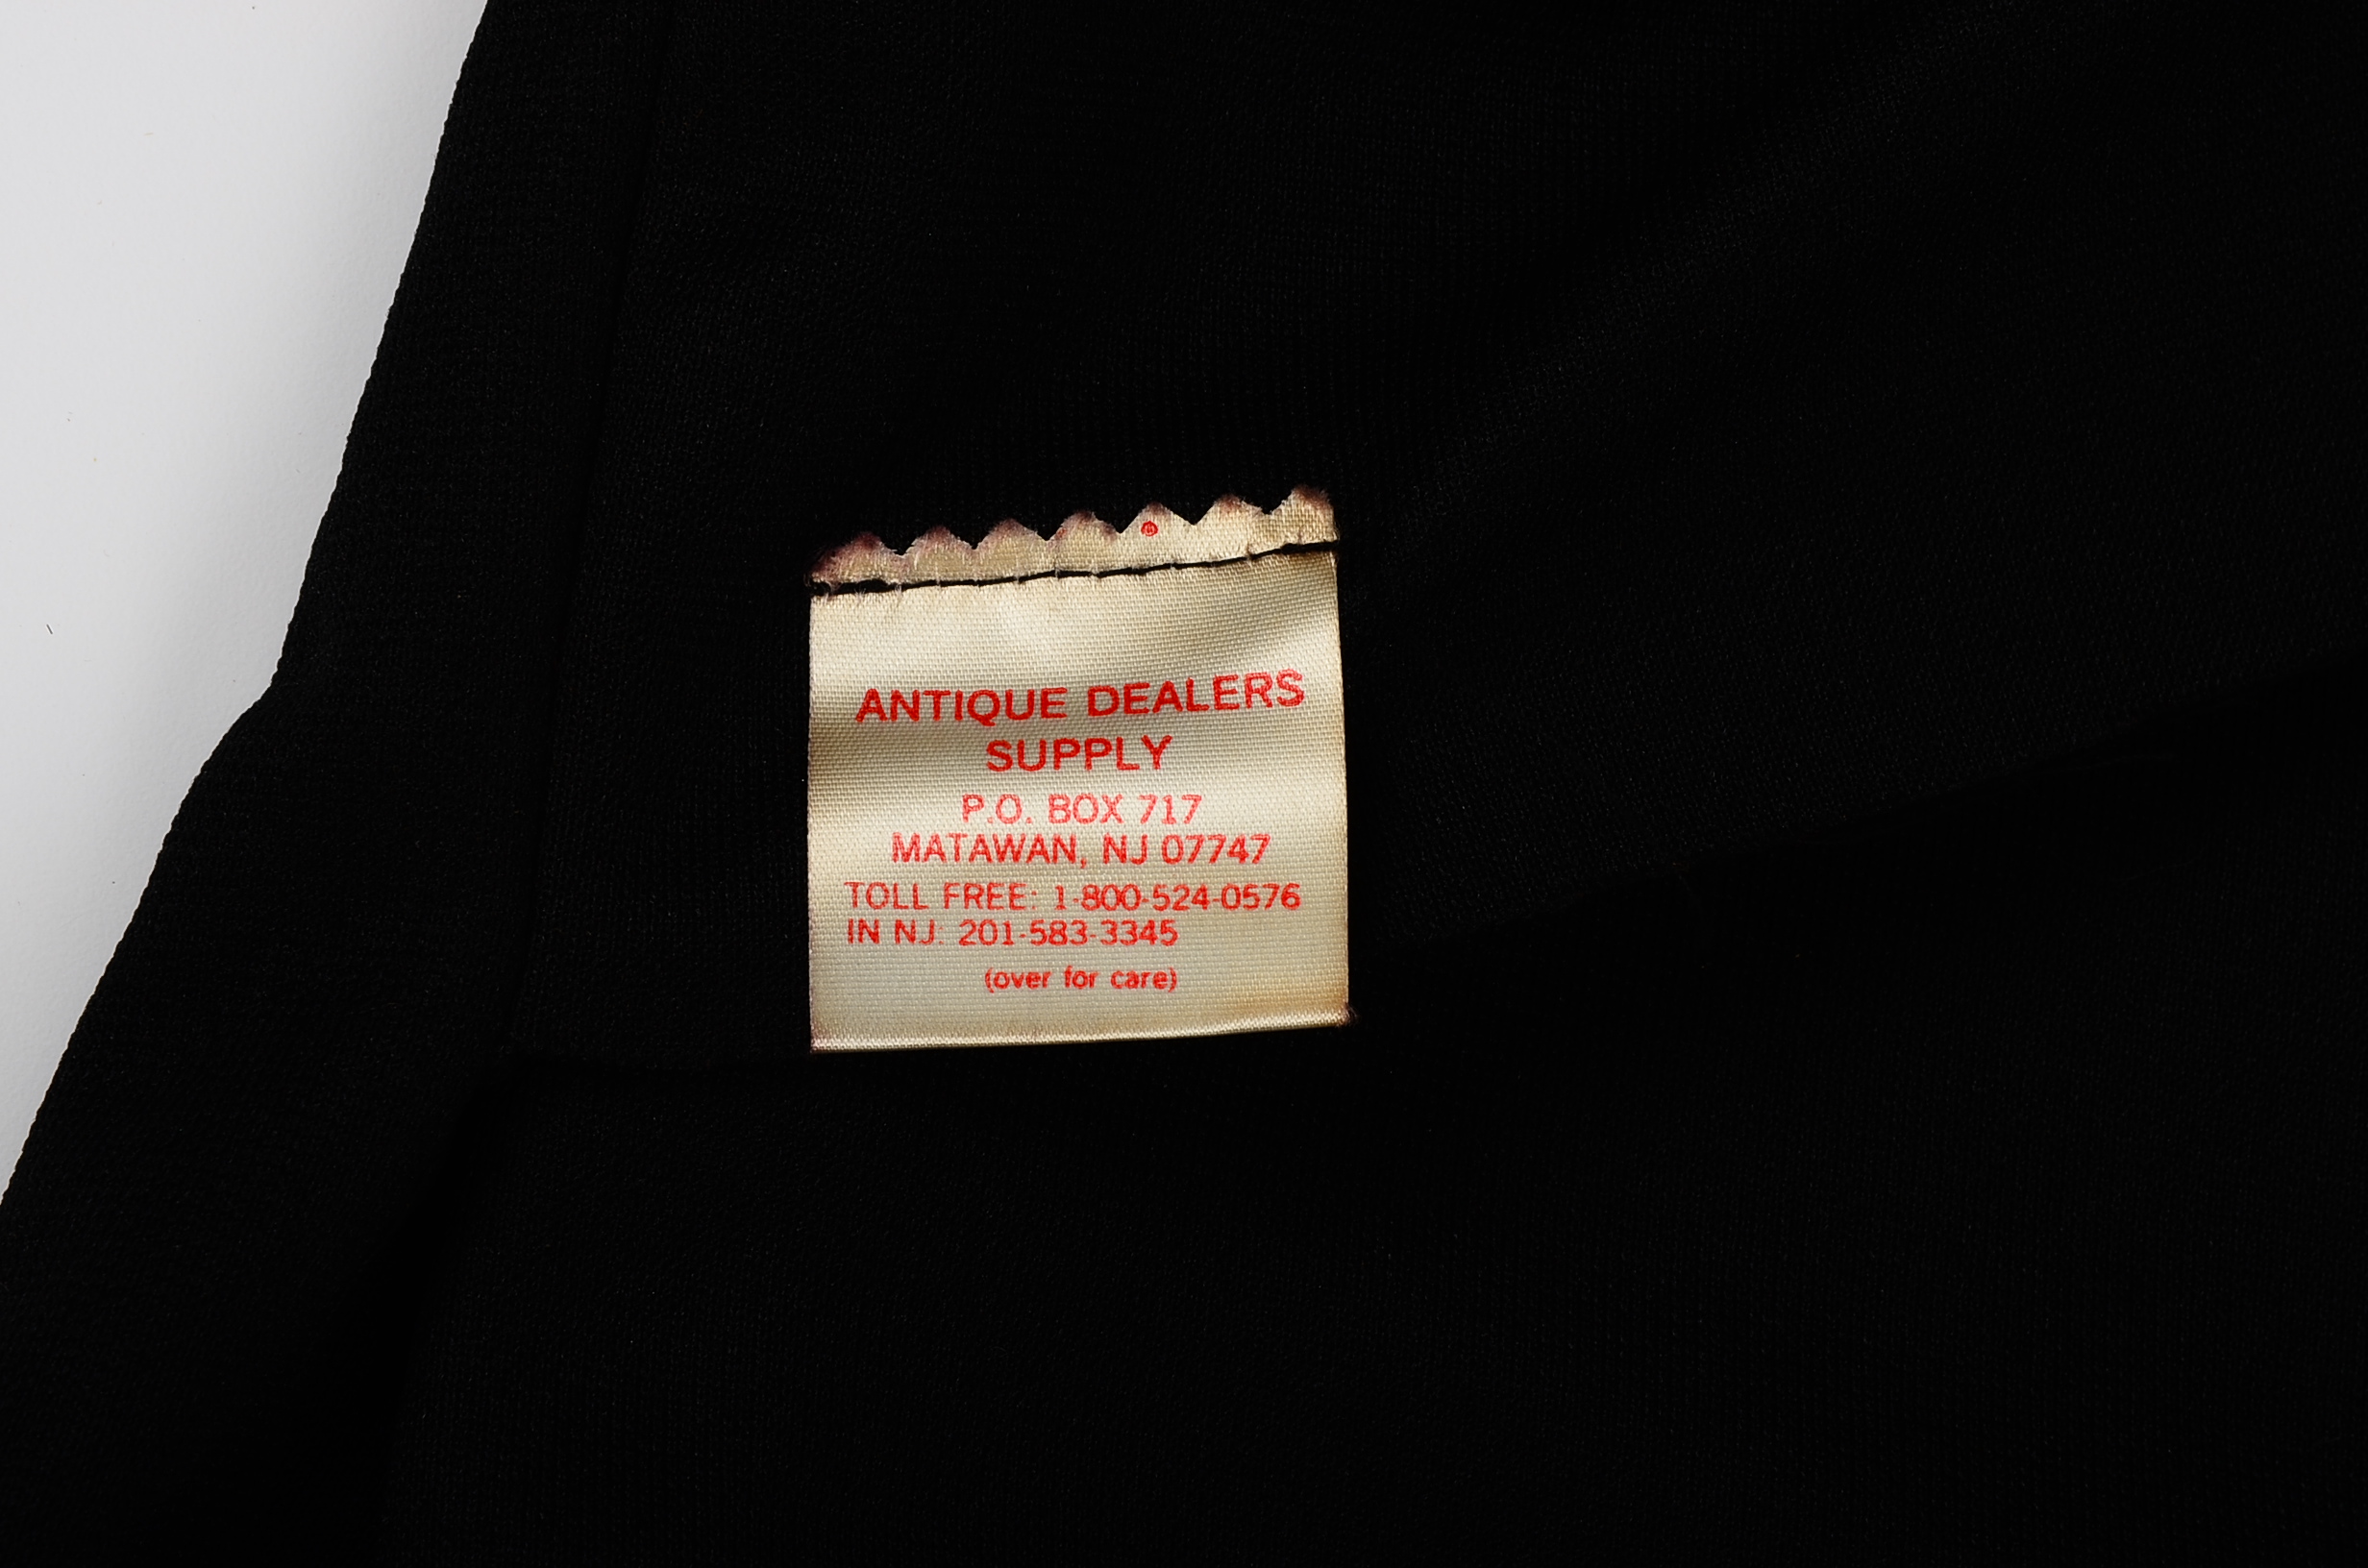 ®
ANTIQUE DEALERS
SUPPLY
P.O. BOX 717
MATAWAN, NJ 07747
TOLL FREE: 1-800-524-0576
IN NJ: 201-583-3345
(over for care)